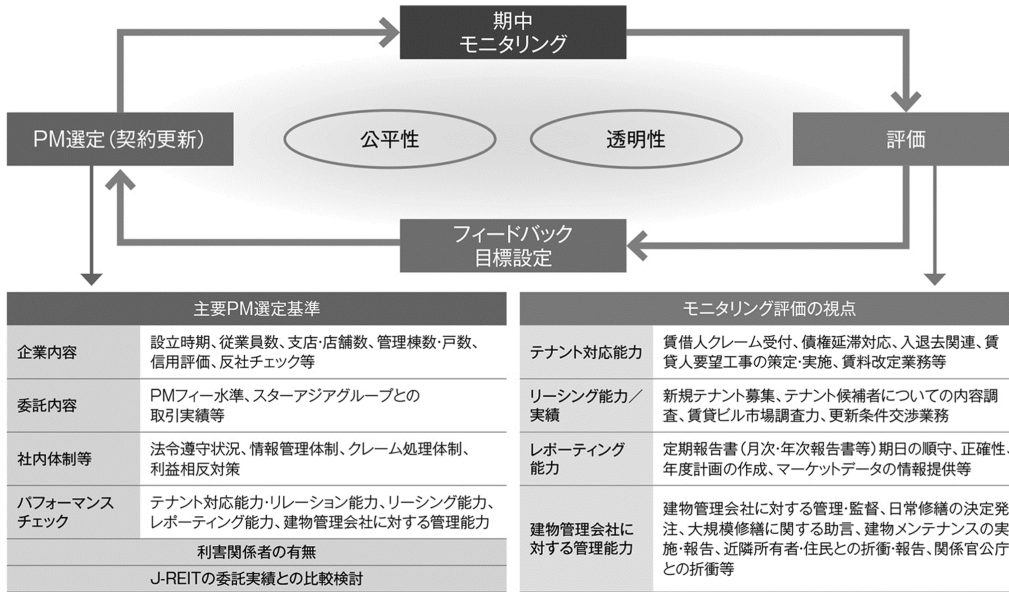 期中
モニタリング
PM選定（契約更新）
公平性
透明性
評価
フィードバック
目標設定
主要PM選定基準
企業内容
設立時期、従業員数、支店・店舗数、管理棟数・戸数、
信用評価、反社チェック等
委託内容
PMフィー水準、スターアジアグループとの
取引実績等
社内体制等
法令遵守状況、情報管理体制、クレーム処理体制、
利益相反対策
パフォーマンス
チェック
テナント対応能力・リレーション能力、リーシング能力、
レポーティング能力、建物管理会社に対する管理能力
利害関係者の有無
J-REITの委託実績との比較検討
モニタリング評価の視点
テナント対応能力
賃借人クレーム受付、債権延滞対応、入退去関連、賃
貸人要望工事の策定・実施、賃料改定業務等
リーシング能力／
実績
新規テナント募集、テナント候補者についての内容調
査、賃貸ビル市場調査力、更新条件交渉業務
レポーティング
能力
定期報告書（月次・年次報告書等）期日の順守、正確性、
年度計画の作成、マーケットデータの情報提供等
建物管理会社に
対する管理能力
建物管理会社に対する管理・監督、日常修繕の決定発
注、大規模修繕に関する助言、建物メンテナンスの実
施・報告、近隣所有者・住民との折衝・報告、関係官公庁
との折衝等